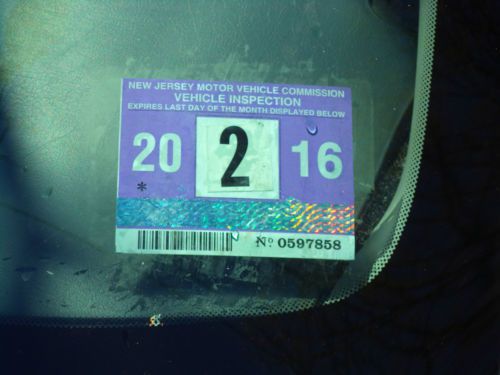 NEW JERSEY MOTOR VEHICLE COMMISSION
VEHICLE INSPECTION
EXPIRES LAST DAY OF THE MONTH DISPLAYED BELOW
20 2 16
*
Nº 0597858